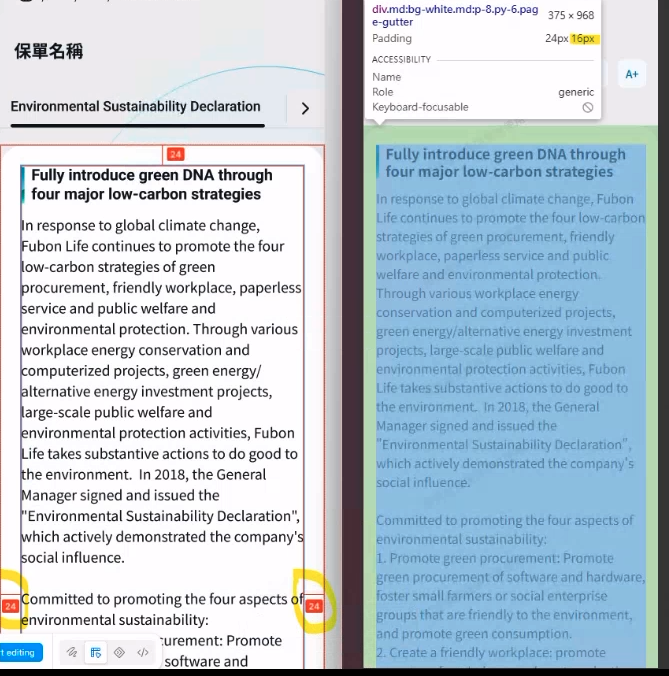 保單名稱
Environmental Sustainability Declaration
24
Fully introduce green DNA through
four major low-carbon strategies
In response to global climate change,
Fubon Life continues to promote the four
low-carbon strategies of green
procurement, friendly workplace, paperless
service and public welfare and
environmental protection. Through various
workplace energy conservation and
computerized projects, green energy/
alternative energy investment projects,
large-scale public welfare and
environmental protection activities, Fubon
Life takes substantive actions to do good to
the environment.  In 2018, the General
Manager signed and issued the
"Environmental Sustainability Declaration",
which actively demonstrated the company's
social influence.
Committed to promoting the four aspects of
24
24
environmental sustainability:
curement: Promote
software and
t editing
div.md:bg-white.md:p-8.py-6.pag
e-gutter
375 × 968
Padding
24px 16px
ACCESSIBILITY
Name
Role
generic
Keyboard-focusable
A+
Fully introduce green DNA through
four major low-carbon strategies
In response to global climate change, Fubon
Life continues to promote the four low-carbon
strategies of green procurement, friendly
workplace, paperless service and public
welfare and environmental protection.
Through various workplace energy
conservation and computerized projects,
green energy/alternative energy investment
projects, large-scale public welfare and
environmental protection activities, Fubon
Life takes substantive actions to do good to
the environment.  In 2018, the General
Manager signed and issued the
"Environmental Sustainability Declaration",
which actively demonstrated the company's
social influence.
Committed to promoting the four aspects of
environmental sustainability:
1. Promote green procurement: Promote
green procurement of software and hardware,
foster small farmers or social enterprise
groups that are friendly to the environment,
and promote green consumption.
2. Create a friendly workplace: promote